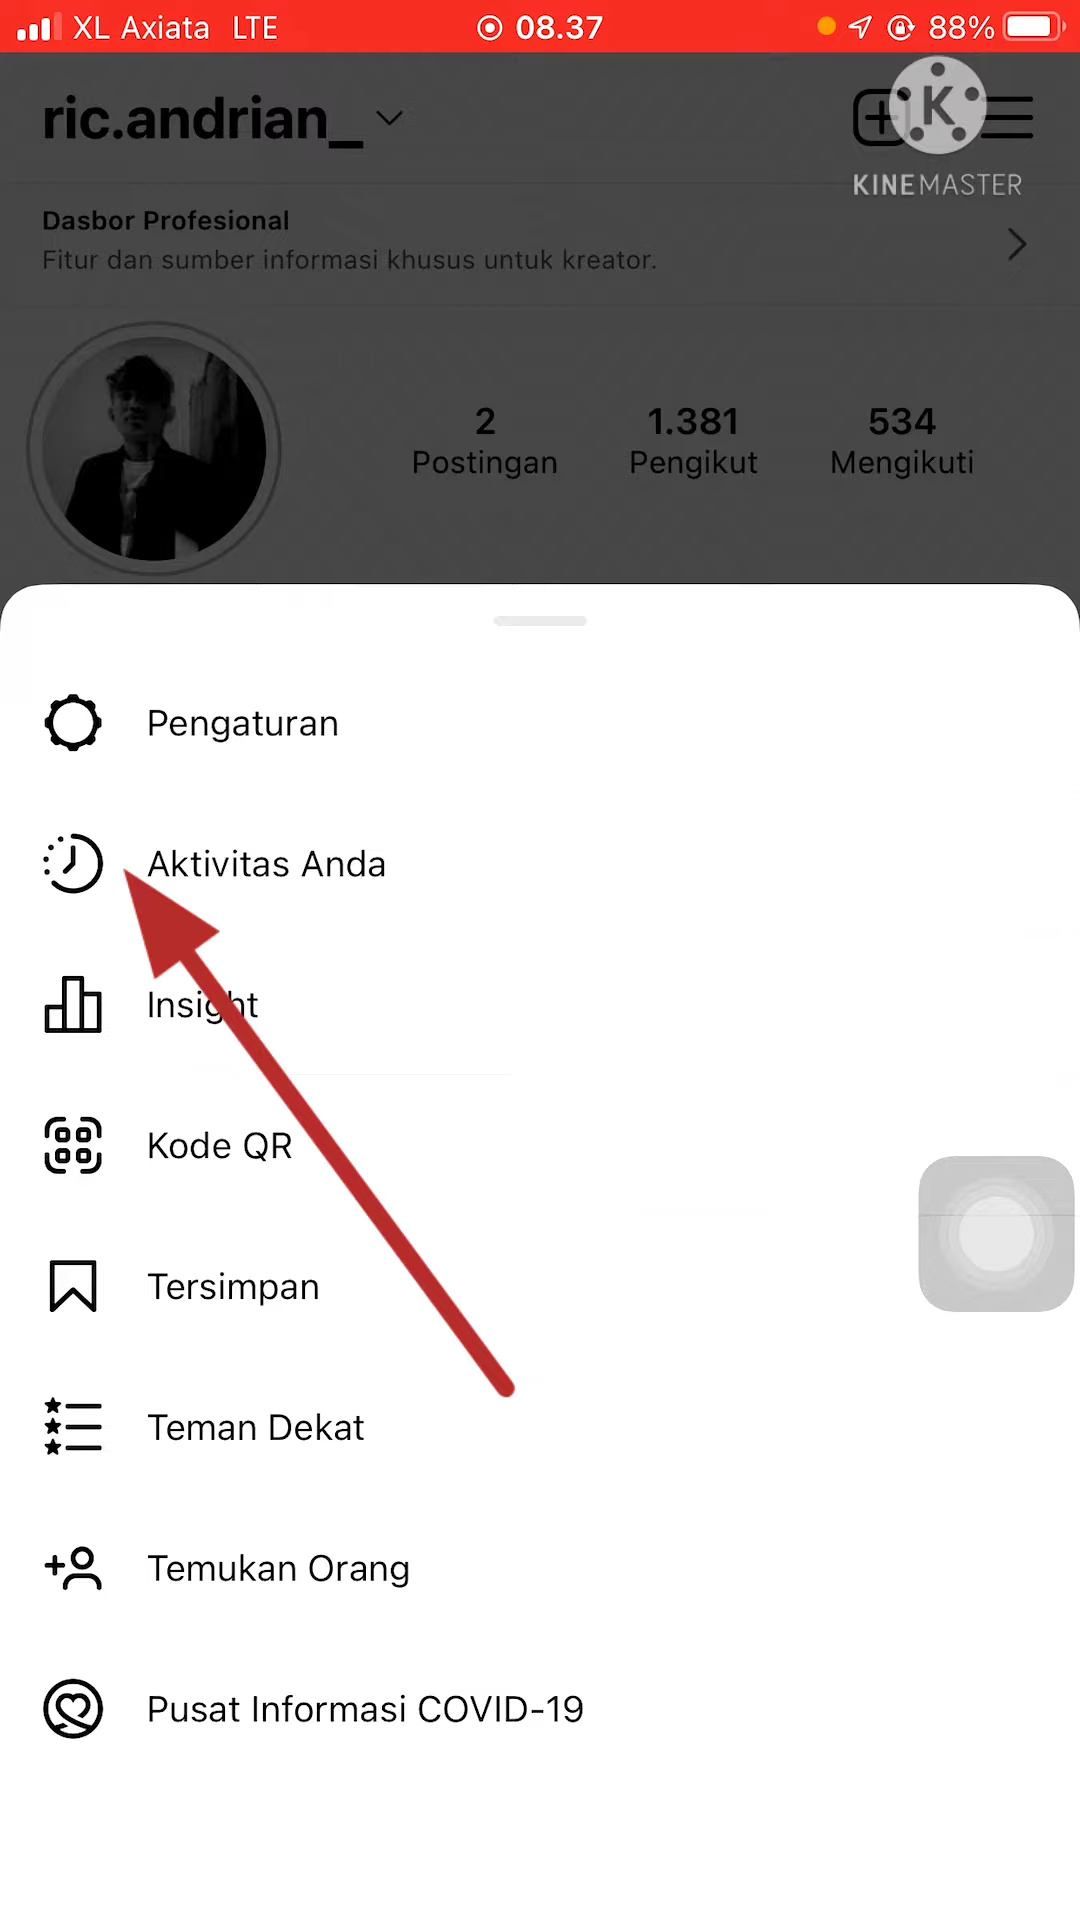 XL Axiata LTE 08.37 88%
ric.andrian_
K
KINEMASTER
Dasbor Profesional
Fitur dan sumber informasi khusus untuk kreator.
2 1.381 534
Postingan Pengikut Mengikuti
Pengaturan
Aktivitas Anda
Insight
Kode QR
Tersimpan
Teman Dekat
Temukan Orang
Pusat Informasi COVID-19